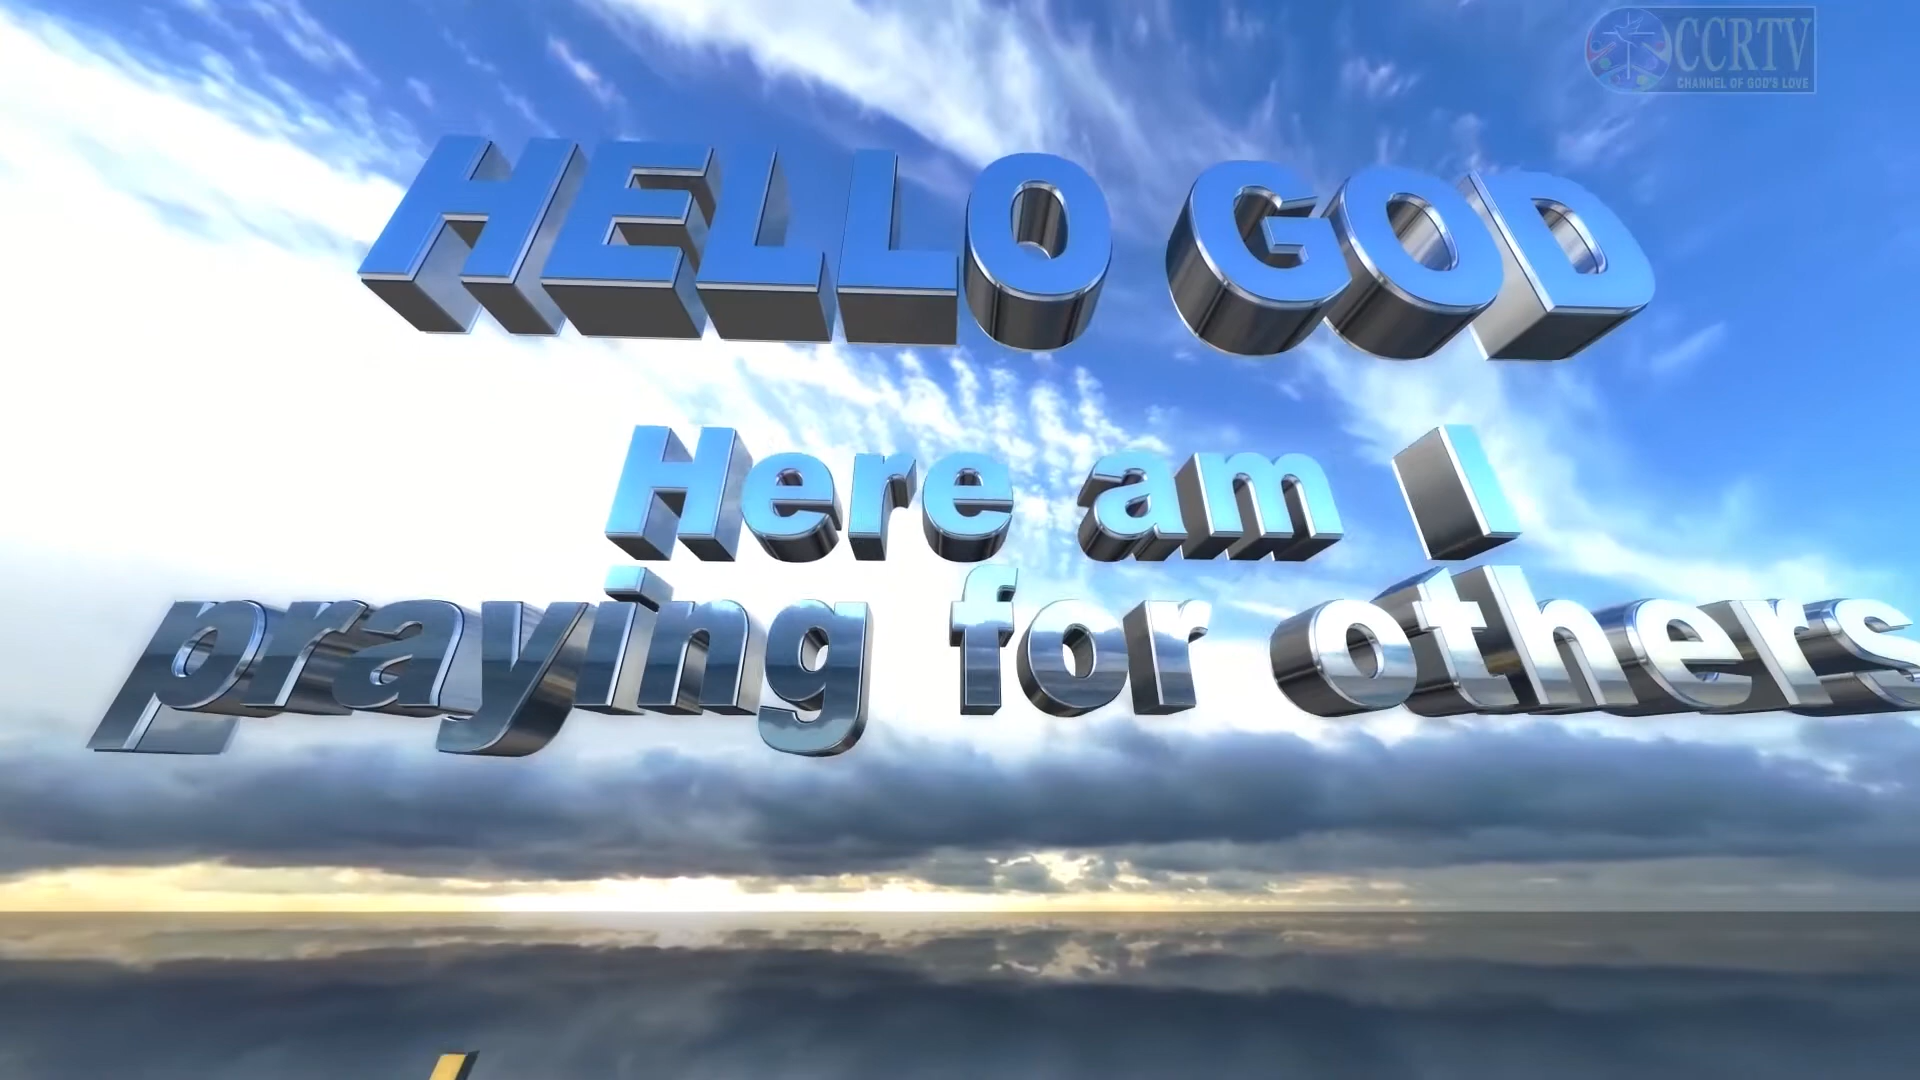 CCRTV
CHANNEL OF GOD'S LOVE
HELLO GOD
Here am I
praying for others